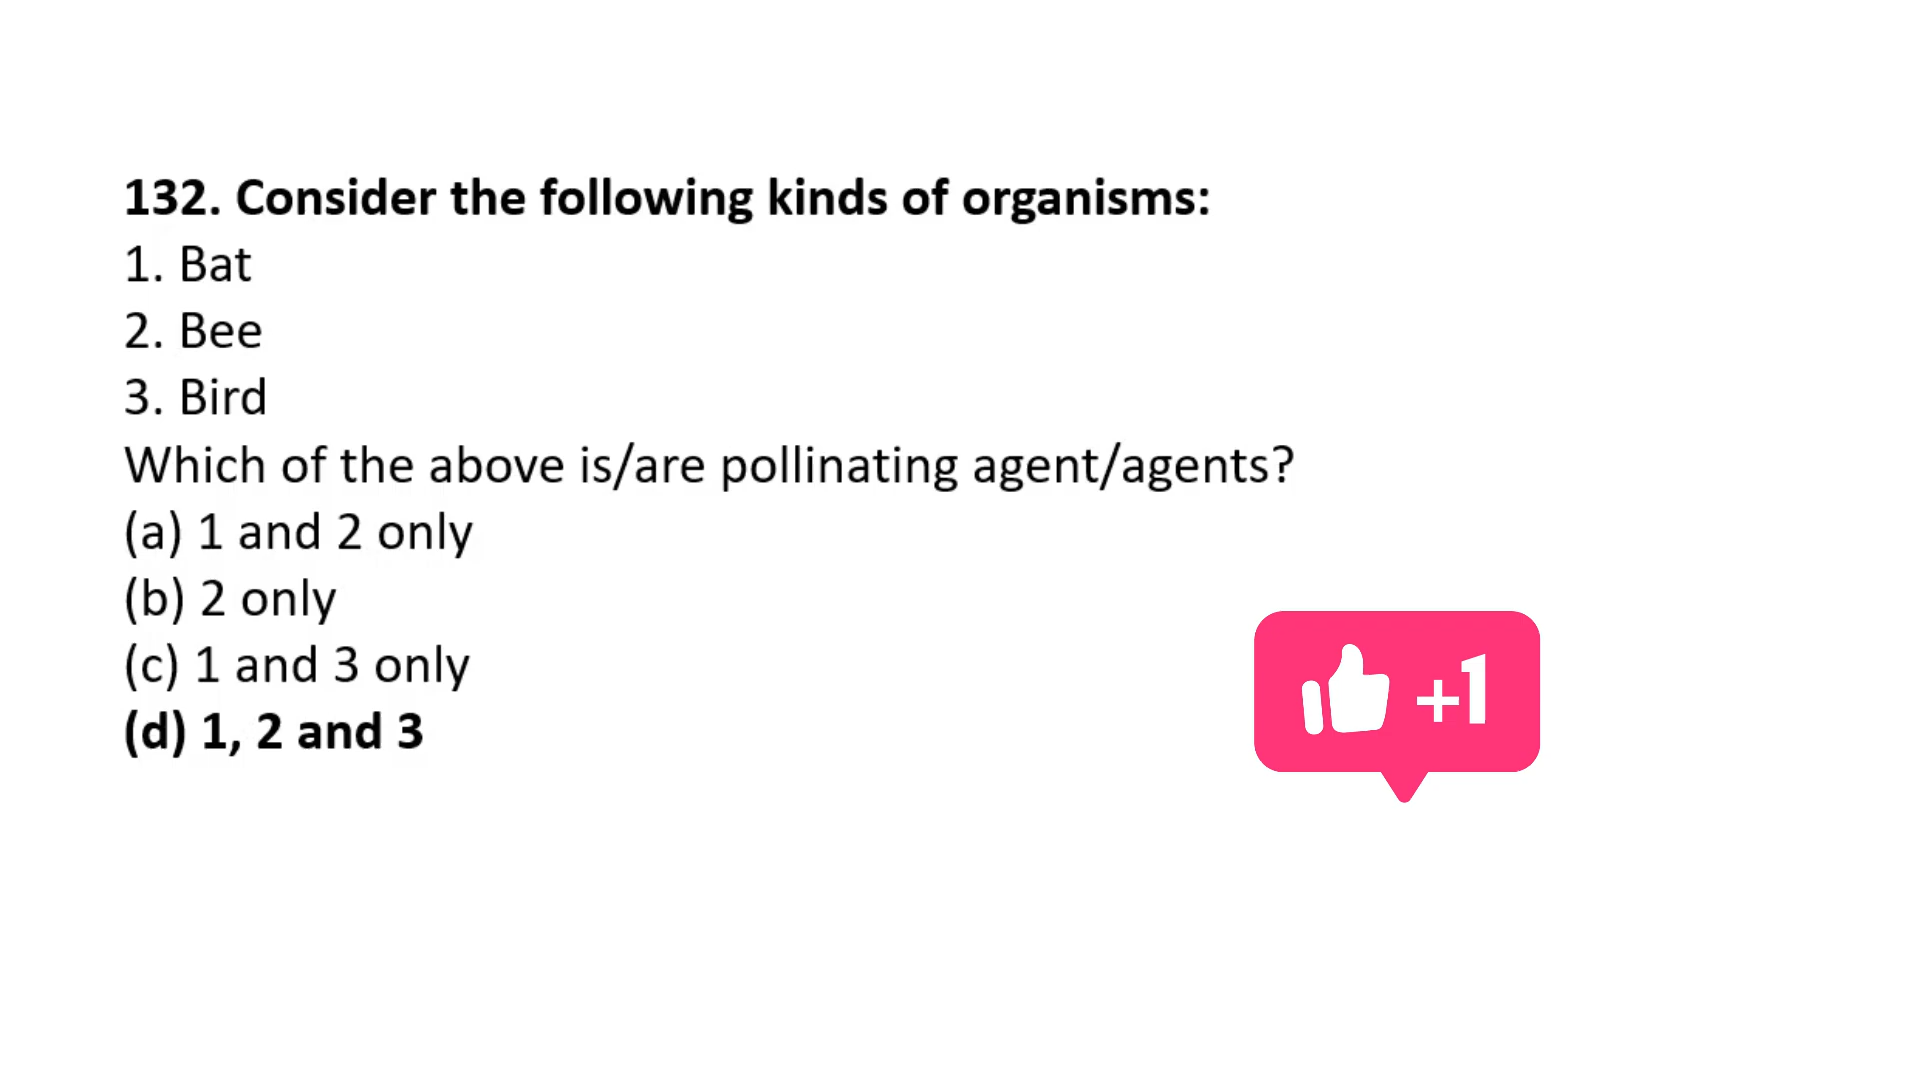 132. Consider the following kinds of organisms:
1. Bat
2. Bee
3. Bird
Which of the above is/are pollinating agent/agents?
(a) 1 and 2 only
(b) 2 only
(c) 1 and 3 only
(d) 1, 2 and 3
+1